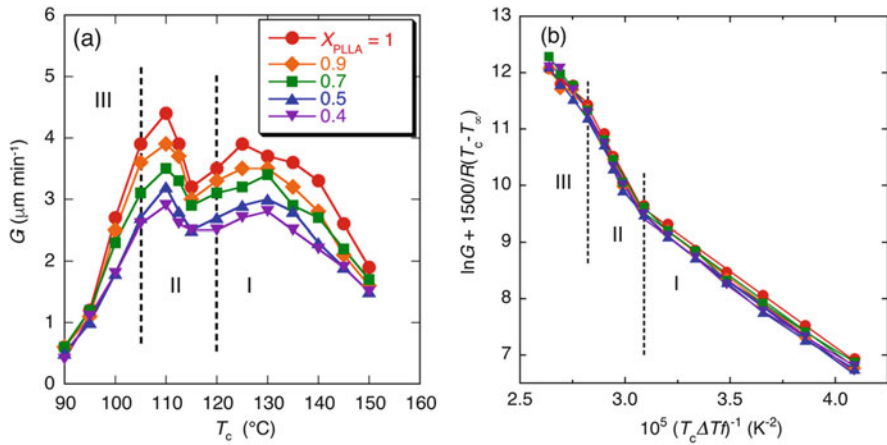 (a)
X_PLLA = 1
0.9
0.7
0.5
0.4
III
II
I
G (μm min⁻¹)
6
5
4
3
2
1
0
90 100 110 120 130 140 150 160
T_c (°C)
(b)
III
II
I
lnG + 1500/R(T_c-T_∞)
13
12
11
10
9
8
7
2.5 3.0 3.5 4.0
10⁵ (T_cΔTf)⁻¹ (K⁻²)